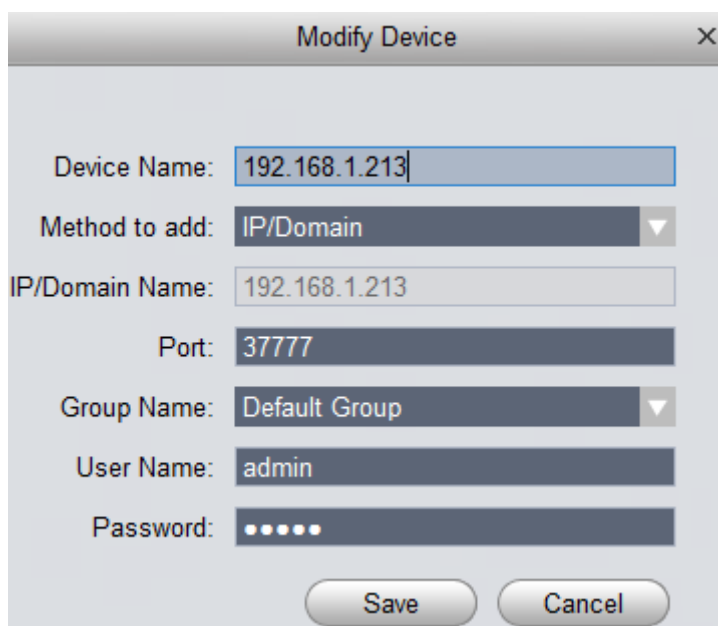 Modify Device
Device Name: 192.168.1.213
Method to add: IP/Domain
IP/Domain Name: 192.168.1.213
Port: 37777
Group Name: Default Group
User Name: admin
Password: ●●●●●
Save Cancel